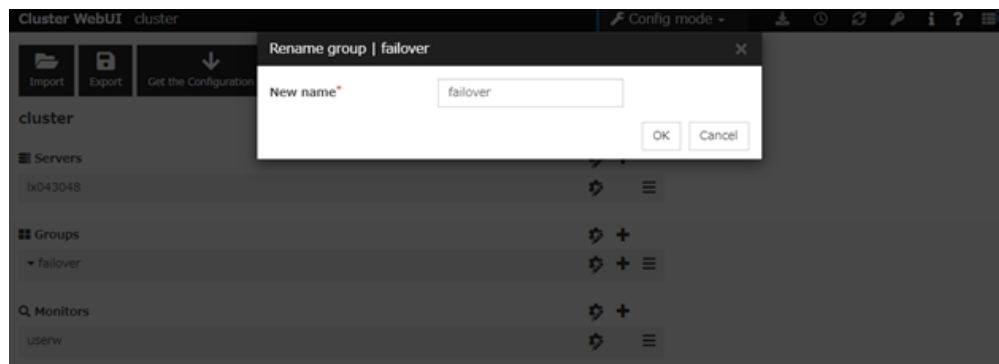 Cluster WebUI cluster Config mode
Rename group | failover
Import Export Get the Configuration
New name* failover
OK Cancel
cluster
Servers
lx043048
Groups
failover
Monitors
userw